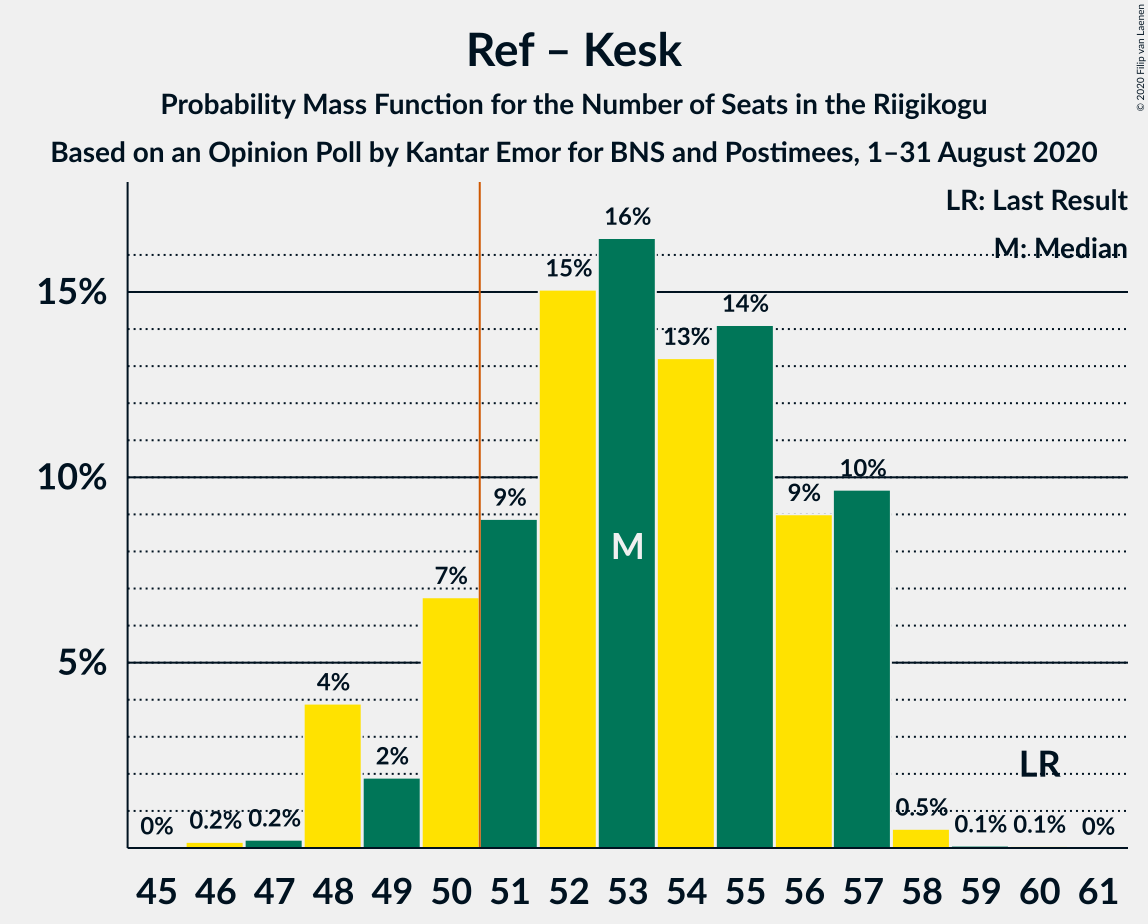 Ref – Kesk
Probability Mass Function for the Number of Seats in the Riigikogu
Based on an Opinion Poll by Kantar Emor for BNS and Postimees, 1–31 August 2020
© 2020 Filip van Laenen
LR: Last Result
M: Median
15%
10%
5%
0%
0.2%
0.2%
4%
2%
7%
9%
15%
16%
13%
14%
9%
10%
0.5%
0.1%
0.1%
0%
M
LR
45 46 47 48 49 50 51 52 53 54 55 56 57 58 59 60 61